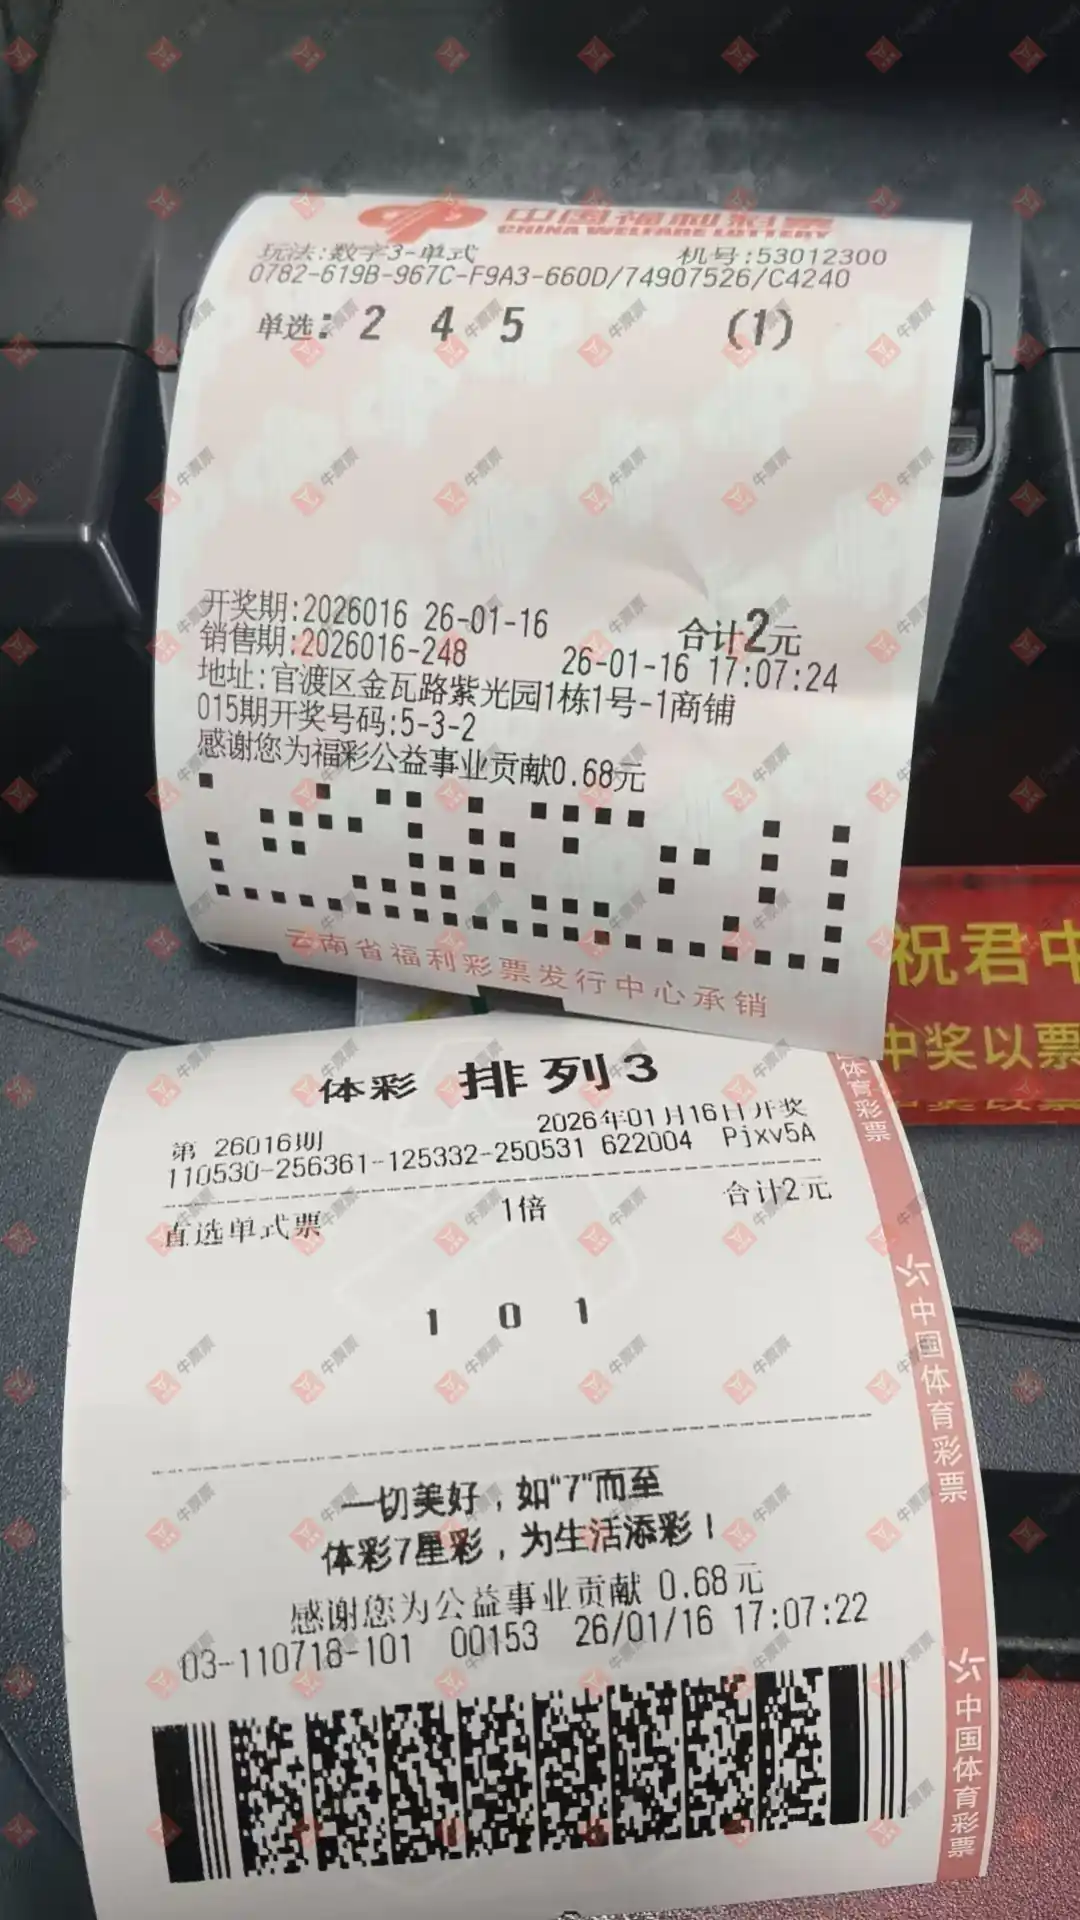 中国福利彩票
CHINA WELFARE LOTTERY
玩法:数字3-单式 机号:53012300
0782-619B-967C-F9A3-660D/74907526/C4240
单选: 2 4 5 (1)
开奖期:2026016 26-01-16 合计2元
销售期:2026016-248 26-01-16 17:07:24
地址:官渡区金瓦路紫光园1栋1号-1商铺
015期开奖号码:5-3-2
感谢您为福彩公益事业贡献0.68元
云南省福利彩票发行中心承销
祝君中
中奖以票
中奖以票
体彩 排列3
第 26016期 2026年01月16日开奖
110530-256361-125332-250531 622004 Pjxv5A
直选单式票 1倍 合计2元
1 0 1
一切美好，如“7”而至
体彩7星彩，为生活添彩！
感谢您为公益事业贡献 0.68元
03-110718-101 00153 26/01/16 17:07:22
体育彩票
中国体育彩票
中国体育彩票
牛票票